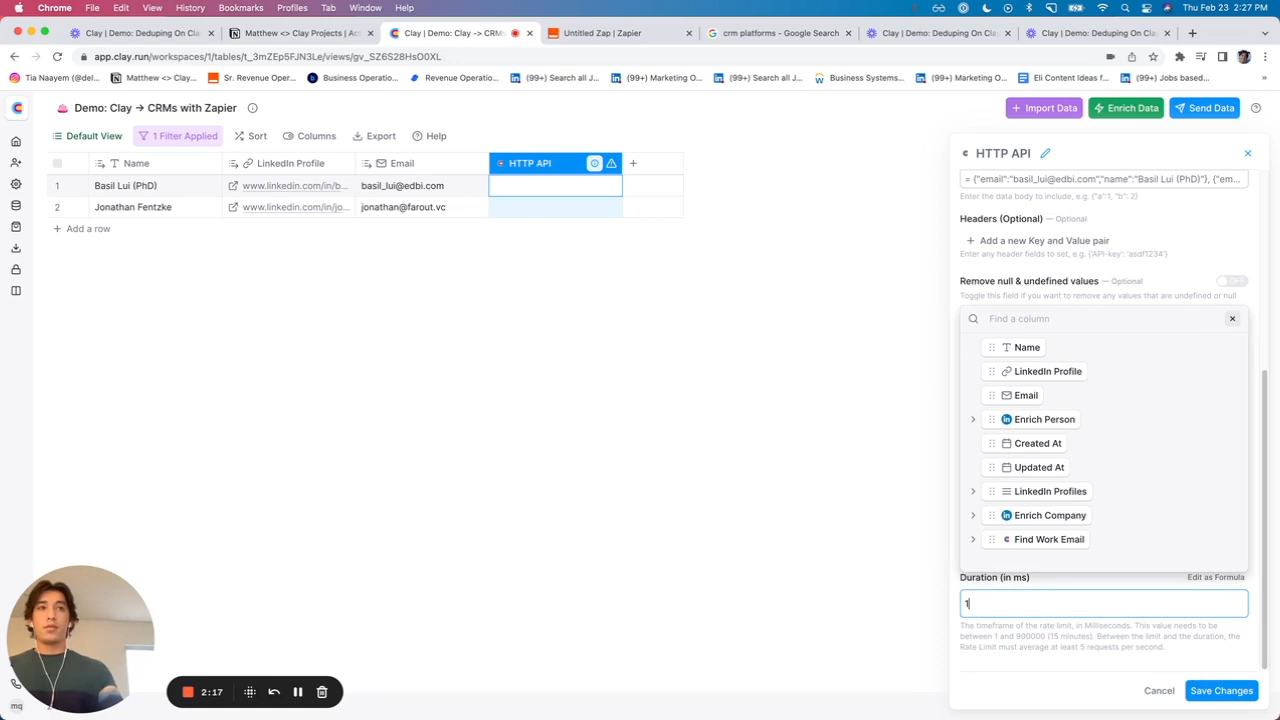 Chrome File Edit View History Bookmarks Profiles Tab Window Help
Thu Feb 23 2:27 PM
Clay | Demo: Deduping On Clay
Matthew <> Clay Projects | Act
Clay | Demo: Clay -> CRMs
Untitled Zap | Zapier
crm platforms - Google Search
Clay | Demo: Deduping On Clay
Clay | Demo: Deduping On Clay
app.clay.run/workspaces/1/tables/t_3mZEp5FJN3Le/views/gv_SZ6S28HsO0XL
Tia Naayem (@del...
Matthew <> Clay...
Sr. Revenue Oper...
Business Operatio...
Revenue Operatio...
(99+) Search all J...
(99+) Marketing O...
(99+) Search all J...
Business Systems...
(99+) Marketing O...
Eli Content Ideas f...
(99+) Jobs based...
Demo: Clay → CRMs with Zapier
Import Data
Enrich Data
Send Data
Default View
1 Filter Applied
Sort
Columns
Export
Help
Name
LinkedIn Profile
Email
HTTP API
1 Basil Lui (PhD) www.linkedin.com/in/b... basil_lui@edbi.com
2 Jonathan Fentzke www.linkedin.com/in/jo... jonathan@farout.vc
Add a row
HTTP API
= {"email":"basil_lui@edbi.com","name":"Basil Lui (PhD)"}, {"em...
Enter the data body to include, e.g. {"a":1, "b": 2}
Headers (Optional) — Optional
Add a new Key and Value pair
Enter any header fields to set, e.g. {'API-key': 'asdf1234'}
Remove null & undefined values — Optional
OFF
Toggle this field if you want to remove any values that are undefined or null
Find a column
Name
LinkedIn Profile
Email
Enrich Person
Created At
Updated At
LinkedIn Profiles
Enrich Company
Find Work Email
Duration (in ms)
Edit as Formula
1
The timeframe of the rate limit, in Milliseconds. This value needs to be
between 1 and 900000 (15 minutes). Between the limit and the duration, the
Rate Limit must average at least 5 requests per second.
Cancel
Save Changes
2:17
mq